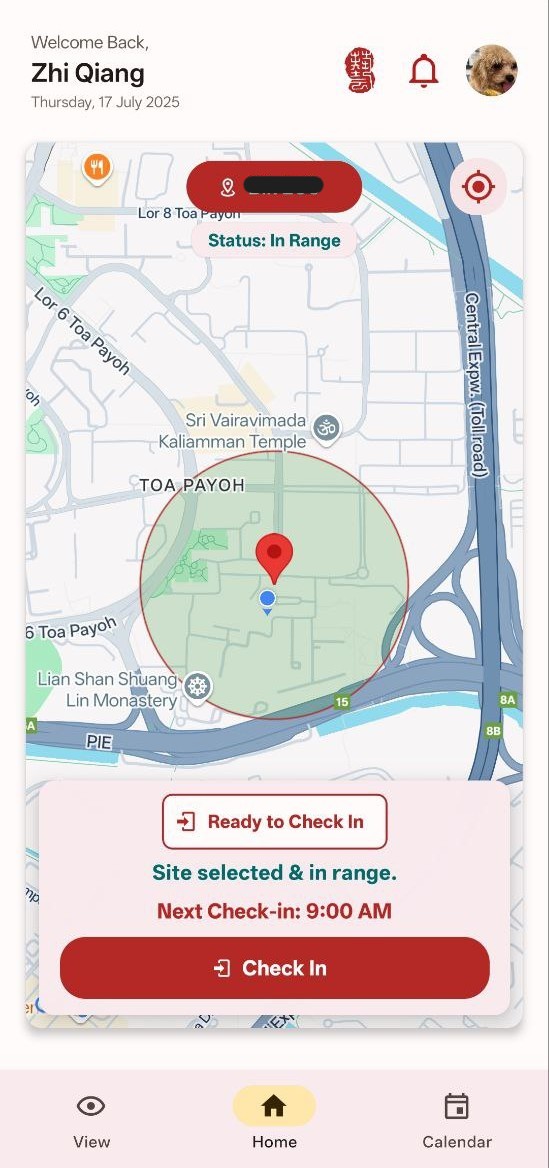 Welcome Back,
Zhi Qiang
Thursday, 17 July 2025
Lor 8 Toa Payoh
Status: In Range
Lor 6 Toa Payoh
Central Expw. (Toll road)
Sri Vairavimada
Kaliamman Temple
TOA PAYOH
6 Toa Payoh
Lian Shan Shuang
Lin Monastery
15
8A
8B
A
PIE
Ready to Check In
Site selected & in range.
Next Check-in: 9:00 AM
Check In
View
Home
Calendar